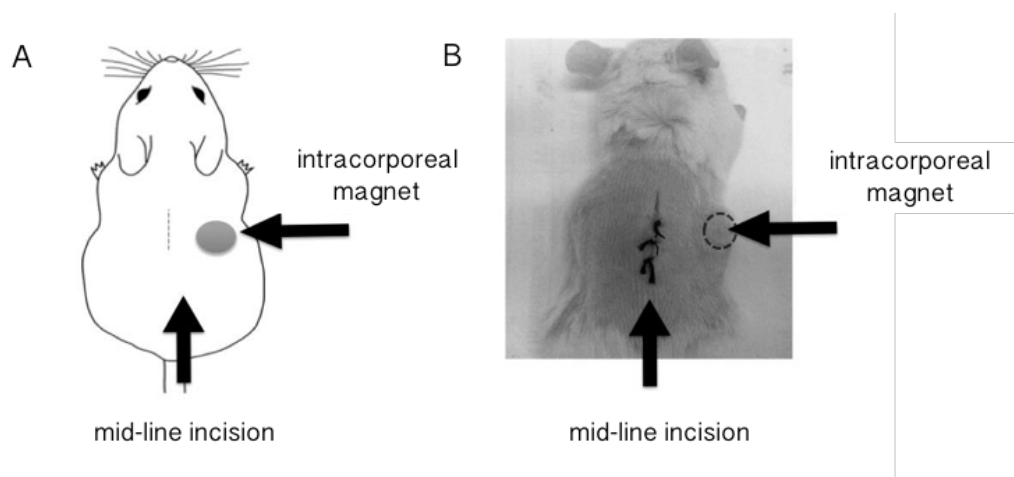 A
B
intracorporeal
magnet
intracorporeal
magnet
mid-line incision
mid-line incision